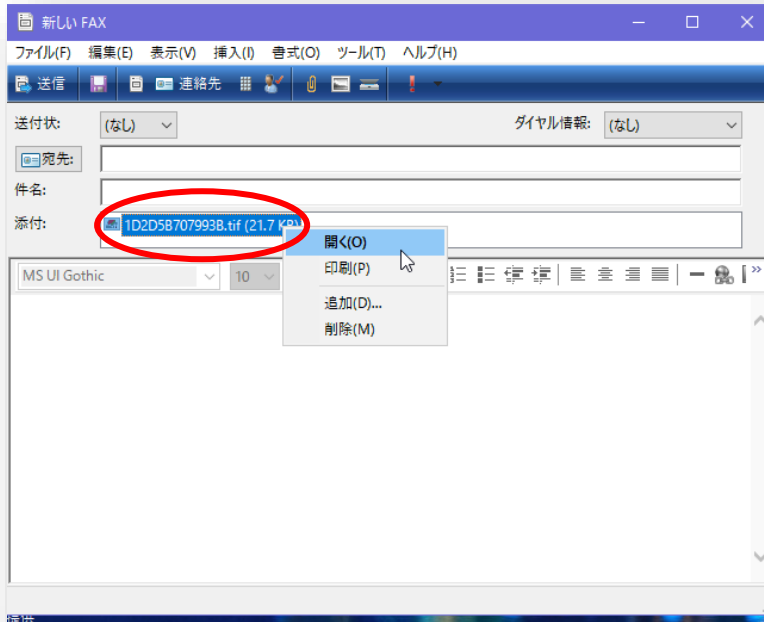 新しい FAX
ファイル(F) 編集(E) 表示(V) 挿入(I) 書式(O) ツール(T) ヘルプ(H)
送信 連絡先
送付状: (なし) ダイヤル情報: (なし)
宛先:
件名:
添付: 1D2D5B707993B.tif (21.7 KB)
開く(O)
MS UI Gothic 10 印刷(P)
追加(D)...
削除(M)